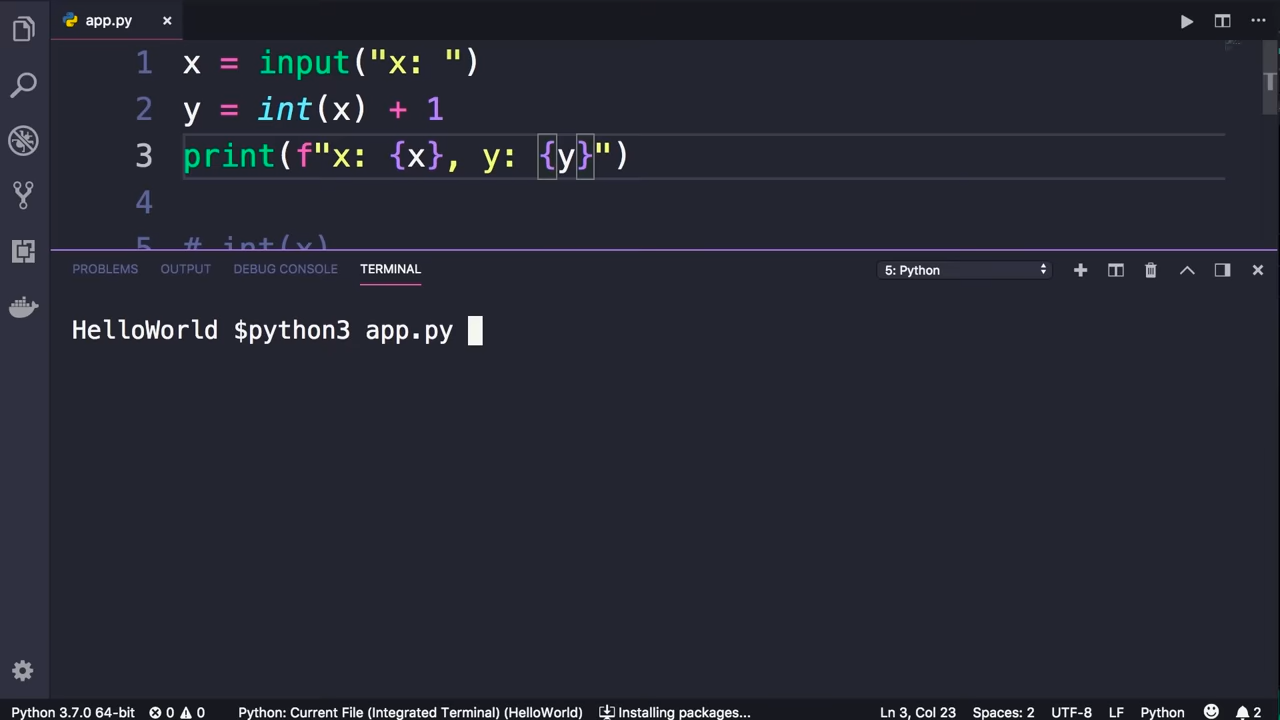 app.py
1 x = input("x: ")
2 y = int(x) + 1
3 print(f"x: {x}, y: {y}")
4
5 # int(x)
PROBLEMS OUTPUT DEBUG CONSOLE TERMINAL 5: Python
HelloWorld $python3 app.py
Python 3.7.0 64-bit 0 0 Python: Current File (Integrated Terminal) (HelloWorld) Installing packages... Ln 3, Col 23 Spaces: 2 UTF-8 LF Python 2